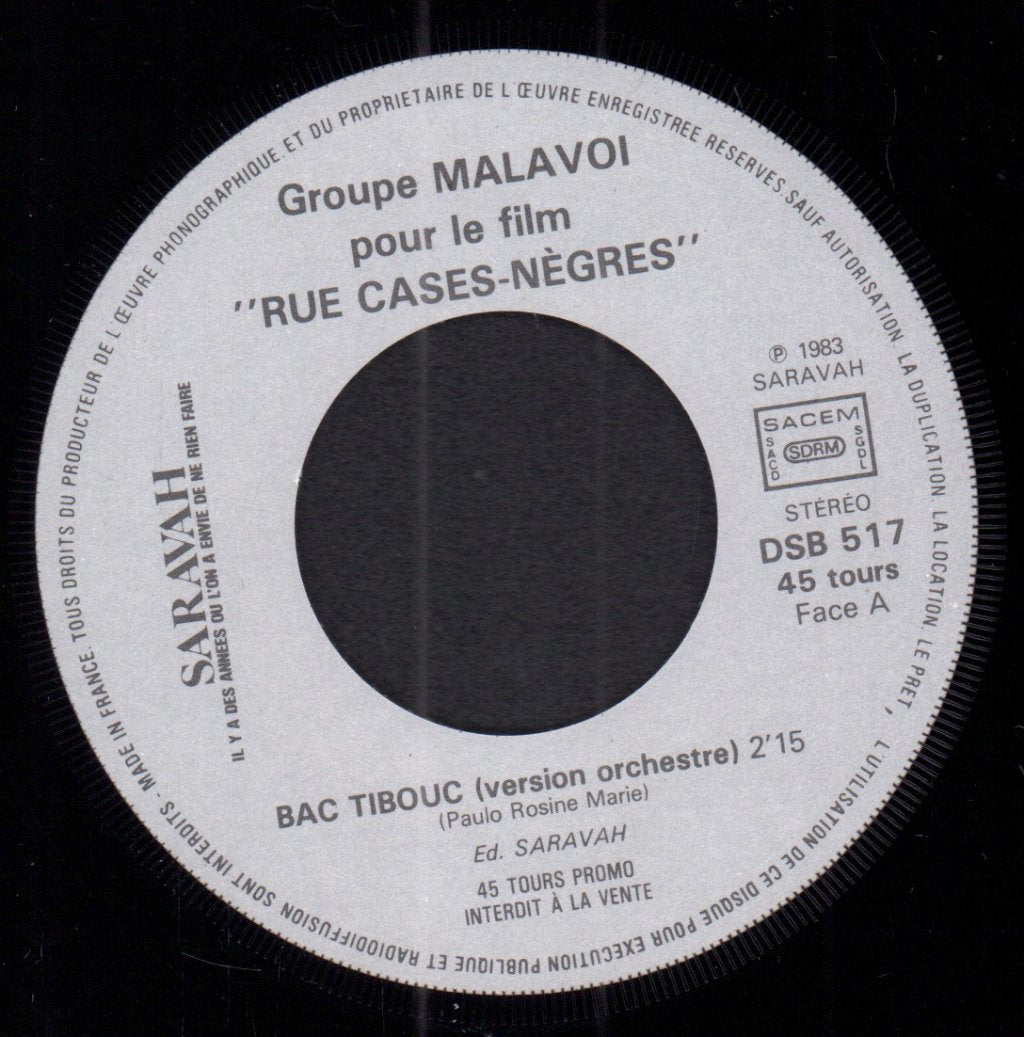 Groupe MALAVOI
pour le film
''RUE CASES-NÈGRES''
℗ 1983
SARAVAH
SACEM
SACD
SDRM
SGDL
STÉRÉO
DSB 517
45 tours
Face A
SARAVAH
IL Y A DES ANNEES OU L'ON A ENVIE DE NE RIEN FAIRE
BAC TIBOUC (version orchestre) 2'15
(Paulo Rosine Marie)
Ed. SARAVAH
45 TOURS PROMO
INTERDIT À LA VENTE
MADE IN FRANCE. TOUS DROITS DU PRODUCTEUR DE L'ŒUVRE PHONOGRAPHIQUE. ET DU PROPRIETAIRE DE L'ŒUVRE ENREGISTREE RESERVES. SAUF AUTORISATION. LA DUPLICATION. LA LOCATION. LE PRET, L'UTILISATION DE CE DISQUE POUR EXECUTION PUBLIQUE ET RADIODIFFUSION SONT INTERDITS -